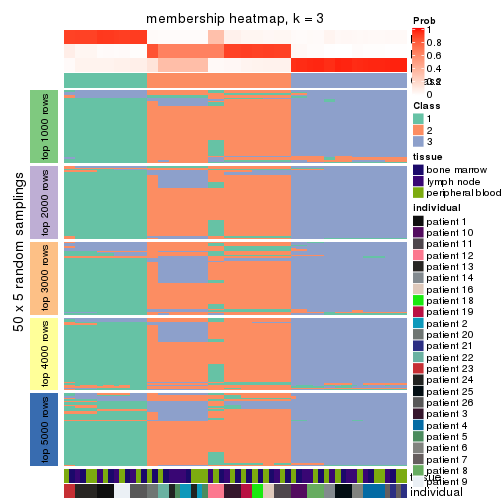 membership heatmap, k = 3
50 x 5 random samplings
top 1000 rows
top 2000 rows
top 3000 rows
top 4000 rows
top 5000 rows
Prob
1
0.8
0.6
0.4
0.2
0
Class
1
2
3
tissue
bone marrow
lymph node
peripheral blood
individual
patient 1
patient 10
patient 11
patient 12
patient 13
patient 14
patient 16
patient 18
patient 19
patient 2
patient 20
patient 21
patient 22
patient 23
patient 24
patient 25
patient 26
patient 3
patient 4
patient 5
patient 6
patient 7
patient 8
patient 9
individual